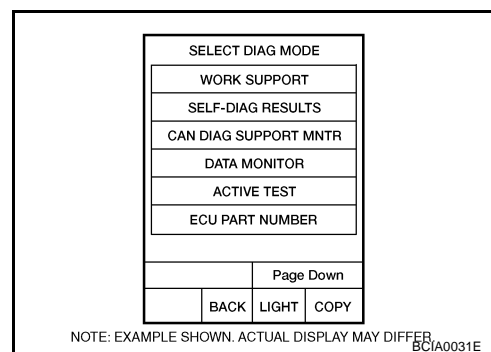 SELECT DIAG MODE
WORK SUPPORT
SELF-DIAG RESULTS
CAN DIAG SUPPORT MNTR
DATA MONITOR
ACTIVE TEST
ECU PART NUMBER
Page Down
BACK LIGHT COPY
NOTE: EXAMPLE SHOWN. ACTUAL DISPLAY MAY DIFFER.
BCIA0031E